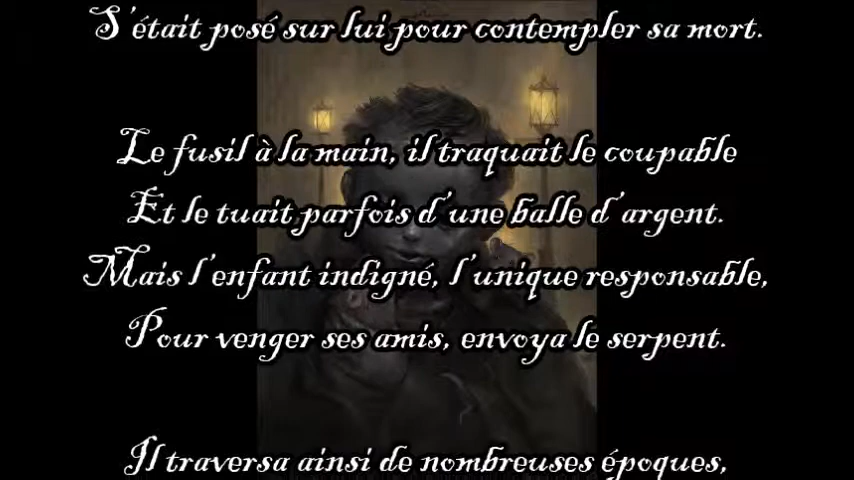 S'était posé sur lui pour contempler sa mort.
Le fusil à la main, il traquait le coupable
Et le tuait parfois d'une balle d'argent.
Mais l'enfant indigné, l'unique responsable,
Pour venger ses amis, envoya le serpent.
Il traversa ainsi de nombreuses époques,